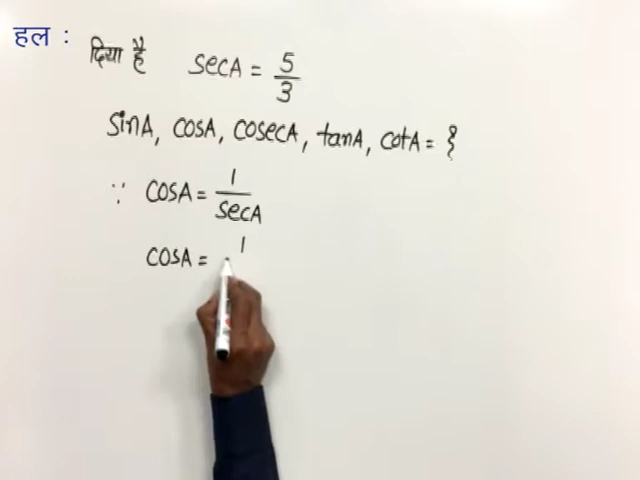 हल :
दिया है secA = 5/3
sinA, cosA, cosecA, tanA, cotA = {
∵ cosA = 1/secA
cosA = 1